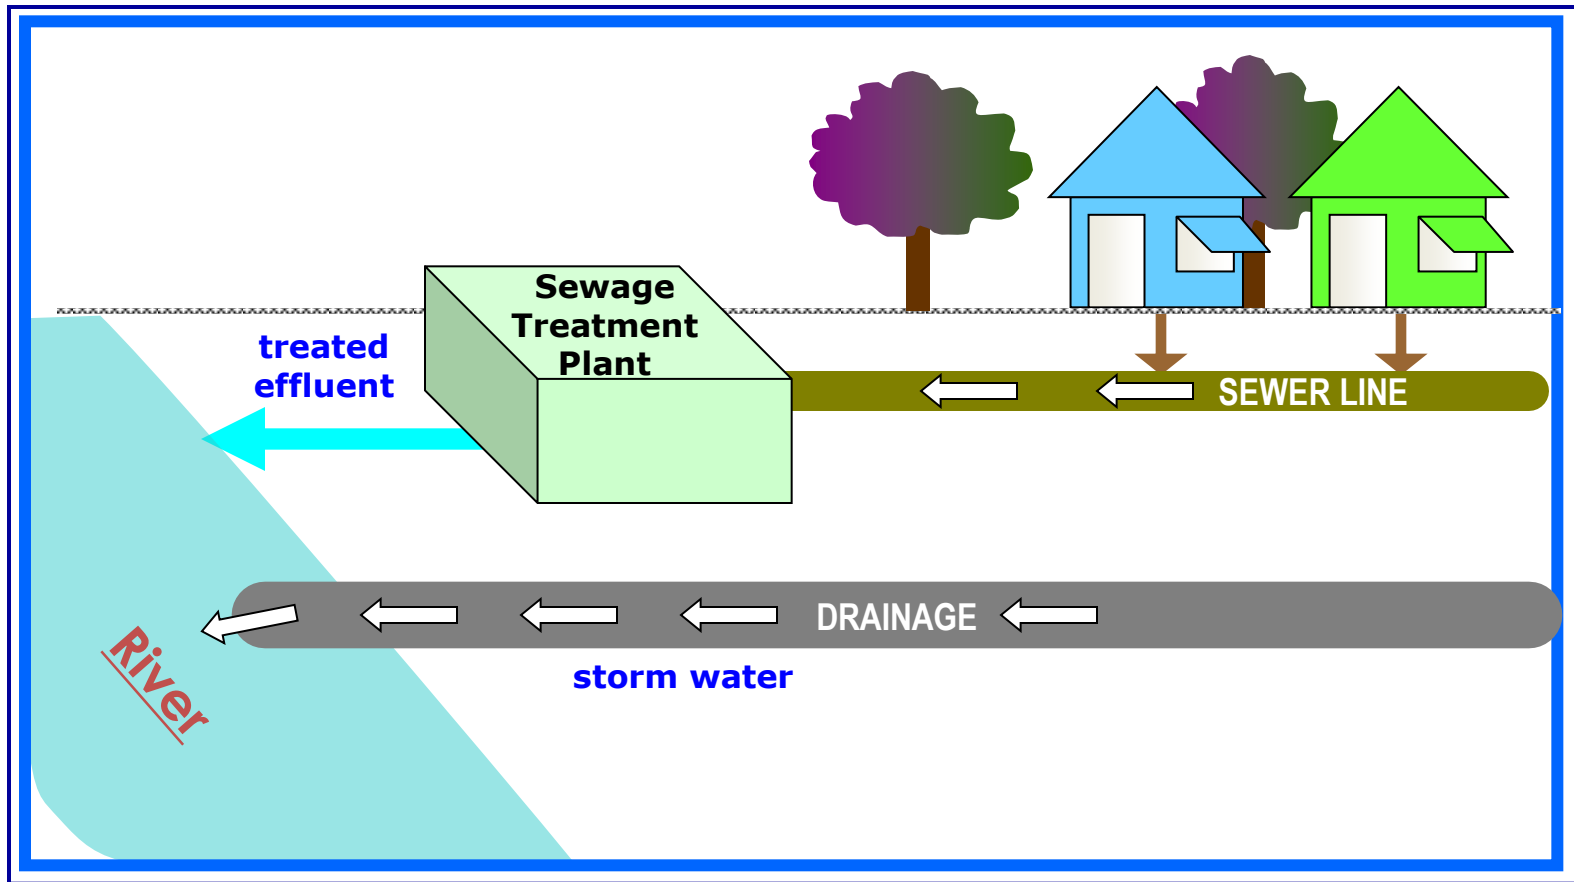 Sewage
Treatment
Plant
treated
effluent
SEWER LINE
DRAINAGE
storm water
River